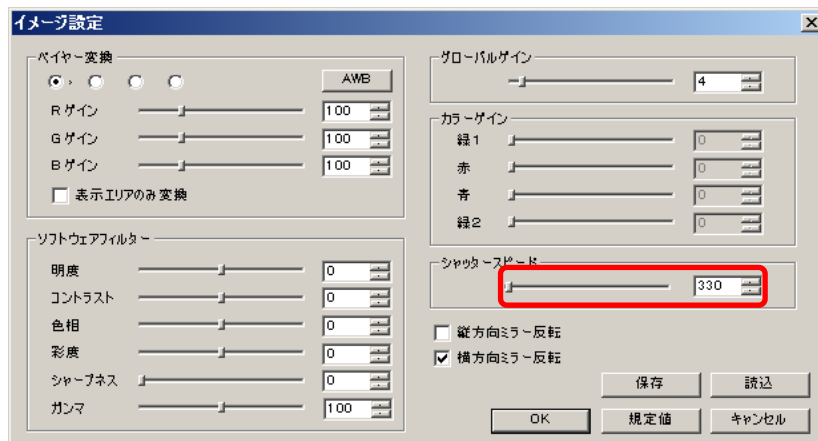 イメージ設定
ベイヤー変換
AWB
Rゲイン 100
Gゲイン 100
Bゲイン 100
表示エリアのみ変換
ソフトウェアフィルター
明度 0
コントラスト 0
色相 0
彩度 0
シャープネス 0
ガンマ 100
グローバルゲイン
4
カラーゲイン
緑1 0
赤 0
青 0
緑2 0
シャッタースピード
330
縦方向ミラー反転
横方向ミラー反転
保存 読込
OK 規定値 キャンセル